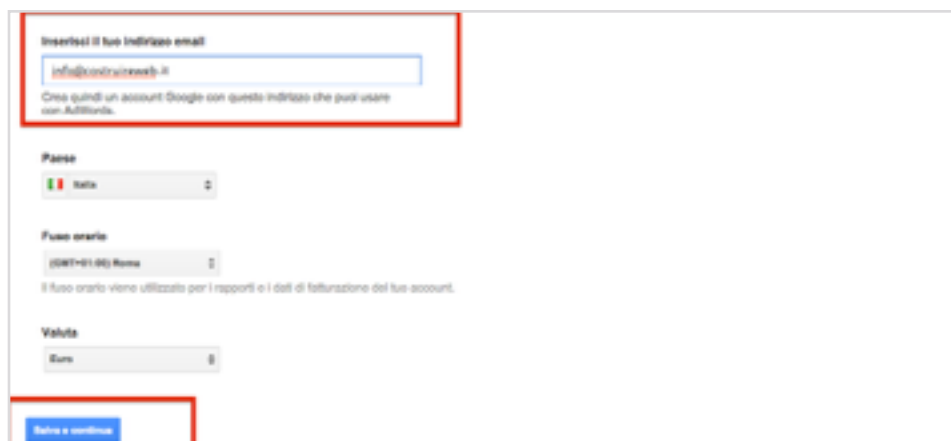 Inserisci il tuo indirizzo email
info@costruireweb.it
Crea quindi un account Google con questo indirizzo che puoi usare
con AdWords.
Paese
Italia
Fuso orario
(GMT+01:00) Roma
Il fuso orario viene utilizzato per i rapporti e i dati di fatturazione del tuo account.
Valuta
Euro
Salva e continua